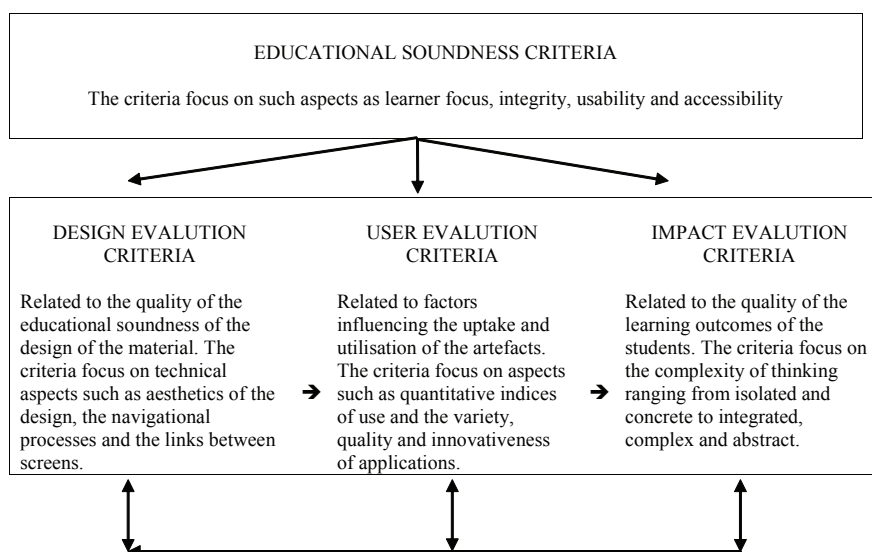 EDUCATIONAL SOUNDNESS CRITERIA
The criteria focus on such aspects as learner focus, integrity, usability and accessibility
DESIGN EVALUTION
CRITERIA
Related to the quality of the
educational soundness of the
design of the material. The
criteria focus on technical
aspects such as aesthetics of the
design, the navigational
processes and the links between
screens.
USER EVALUTION
CRITERIA
Related to factors
influencing the uptake and
utilisation of the artefacts.
The criteria focus on aspects
such as quantitative indices
of use and the variety,
quality and innovativeness
of applications.
IMPACT EVALUTION
CRITERIA
Related to the quality of the
learning outcomes of the
students. The criteria focus on
the complexity of thinking
ranging from isolated and
concrete to integrated,
complex and abstract.